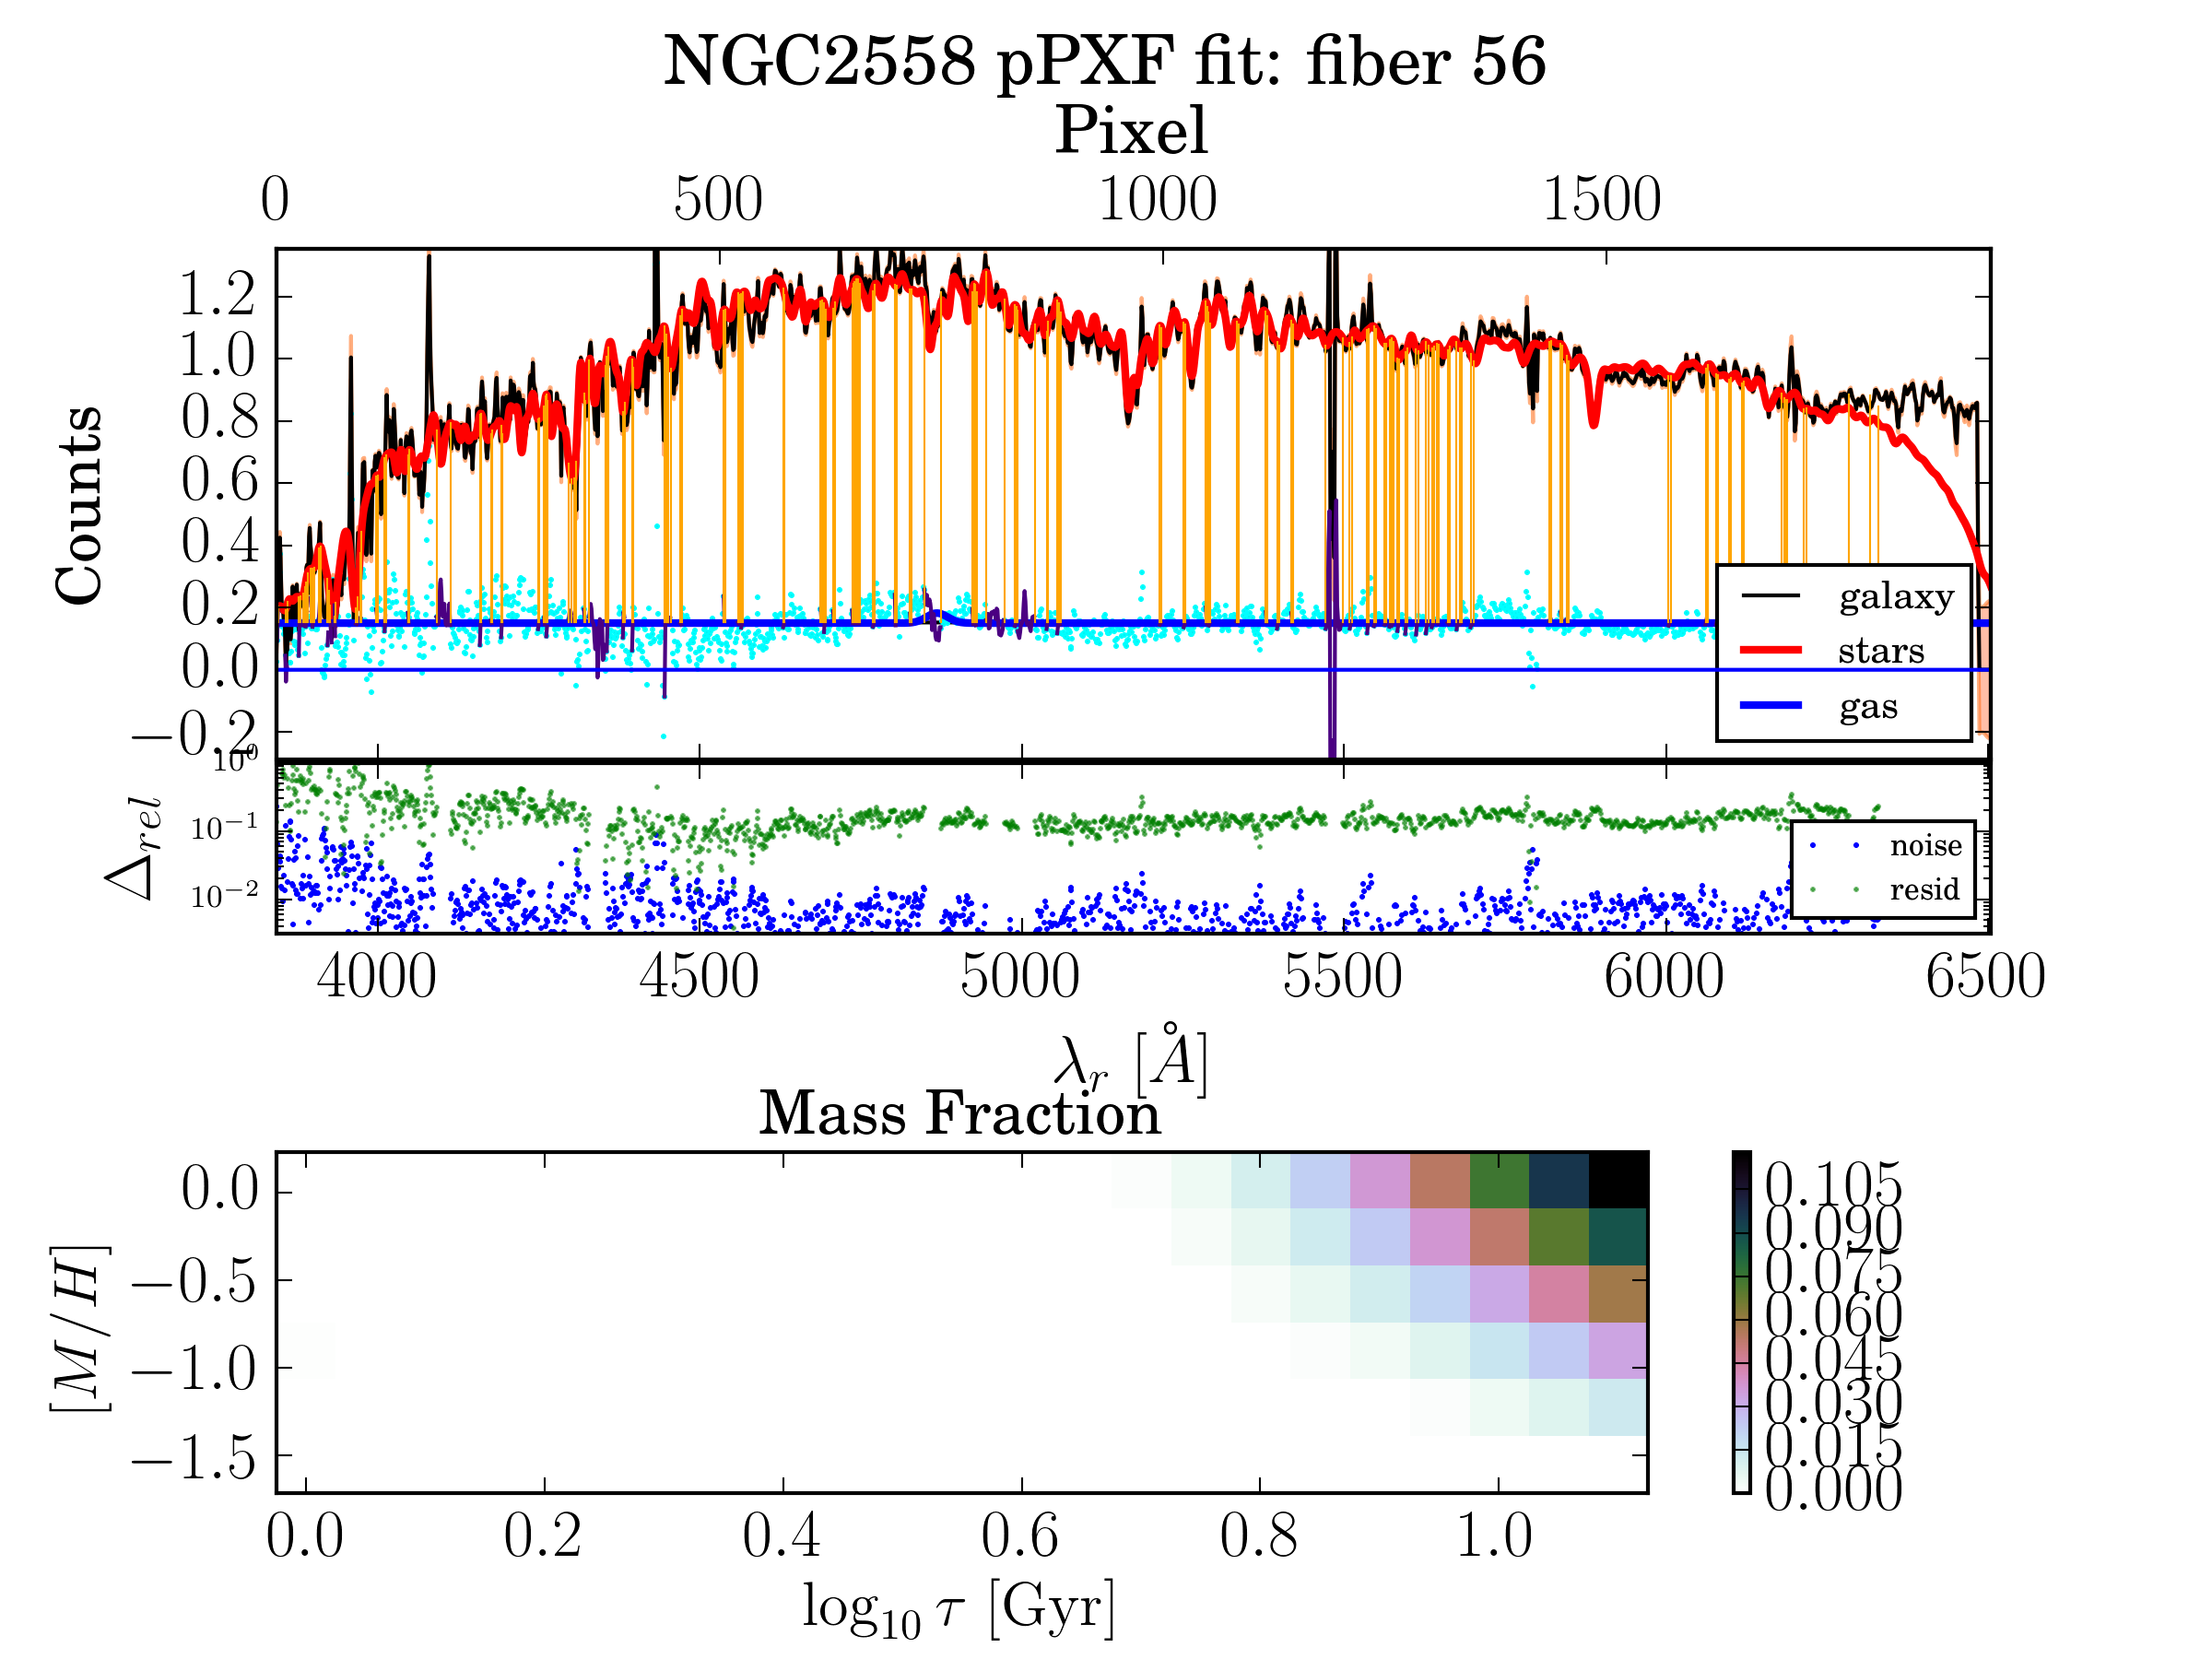 NGC2558 pPXF fit: fiber 56
Pixel
0 500 1000 1500
Counts
1.2
1.0
0.8
0.6
0.4
0.2
0.0
−0.2
galaxy
stars
gas
Δrel
10⁰
10⁻¹
10⁻²
noise
resid
4000 4500 5000 5500 6000 6500
λr [Å]
Mass Fraction
[M/H]
0.0
−0.5
−1.0
−1.5
0.0 0.2 0.4 0.6 0.8 1.0
log₁₀ τ [Gyr]
0.105
0.090
0.075
0.060
0.045
0.030
0.015
0.000